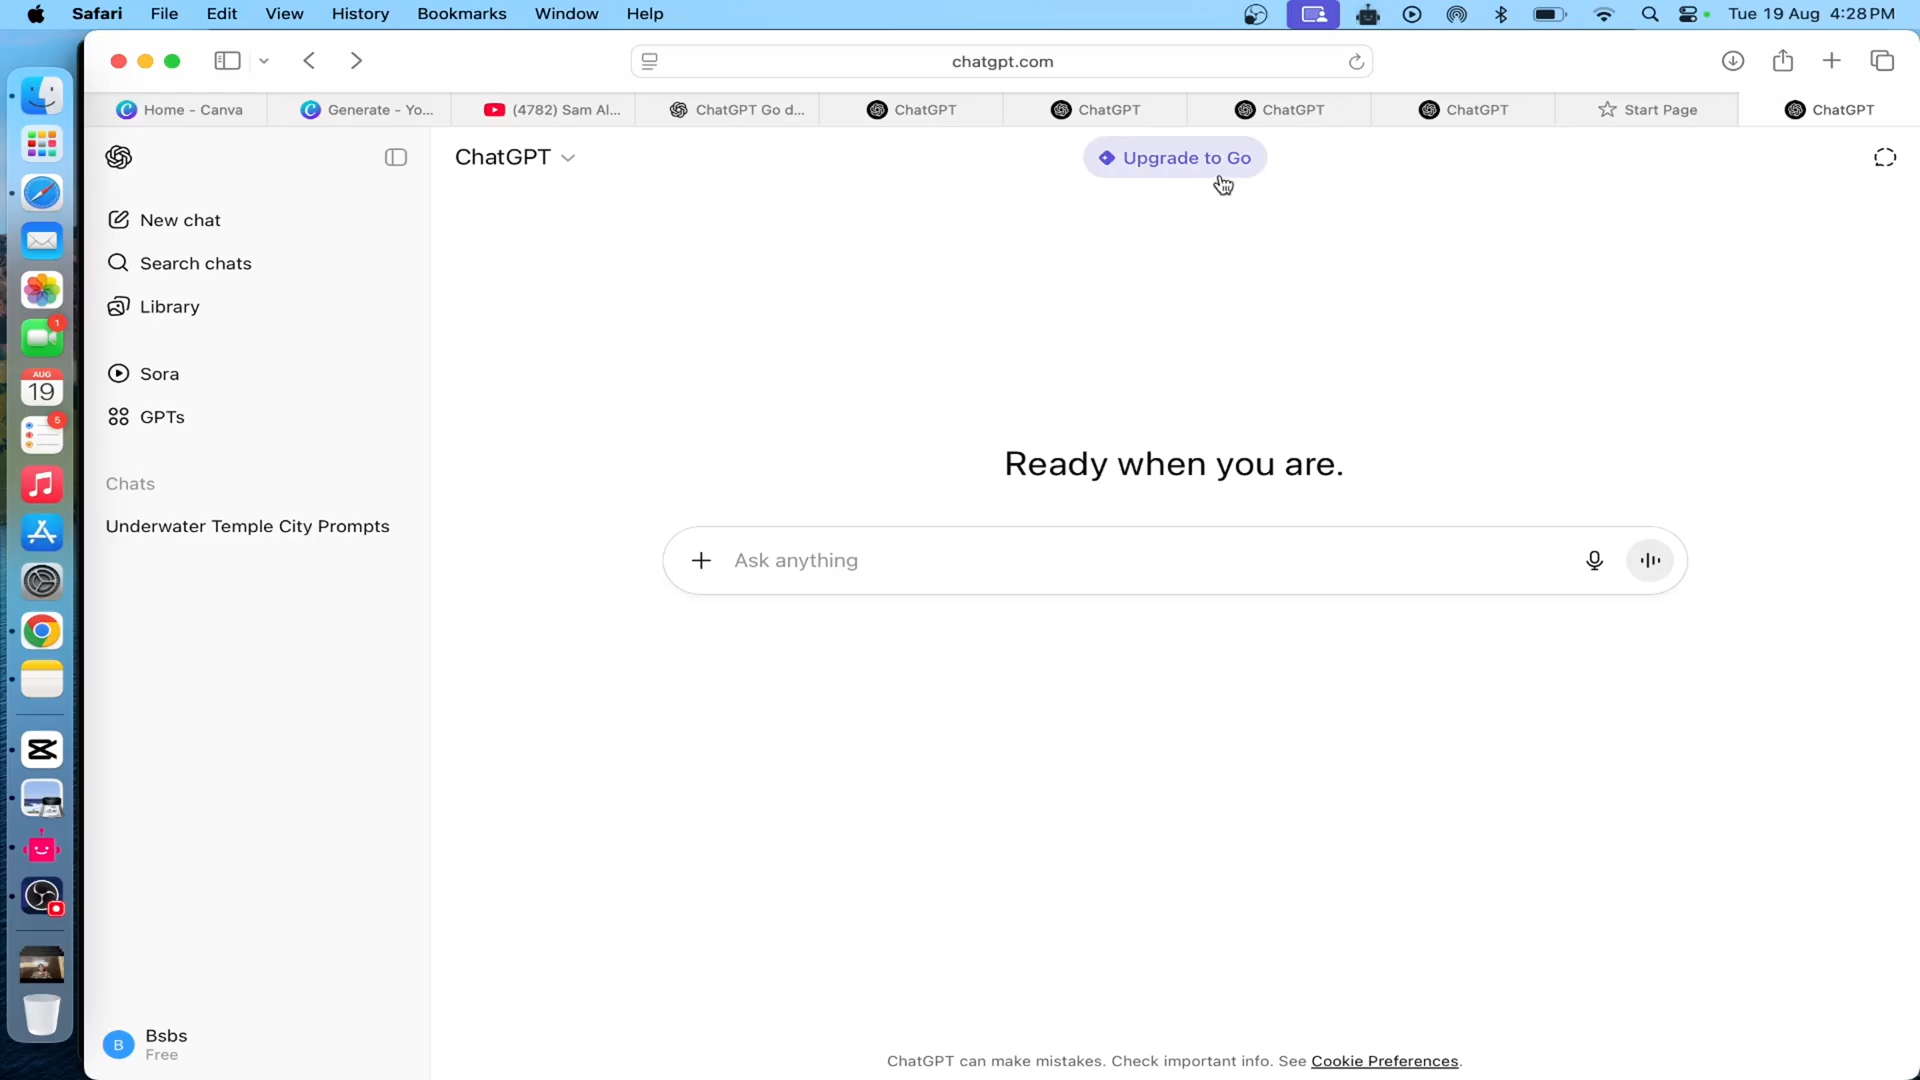 Safari File Edit View History Bookmarks Window Help Tue 19 Aug 4:28 PM
chatgpt.com
Home - Canva Generate - Yo... (4782) Sam Al... ChatGPT Go d... ChatGPT ChatGPT ChatGPT ChatGPT Start Page ChatGPT
ChatGPT
Upgrade to Go
New chat
Search chats
Library
Sora
GPTs
Chats
Underwater Temple City Prompts
Ready when you are.
Ask anything
1
AUG
19
5
B
Bsbs
Free
ChatGPT can make mistakes. Check important info. See Cookie Preferences.